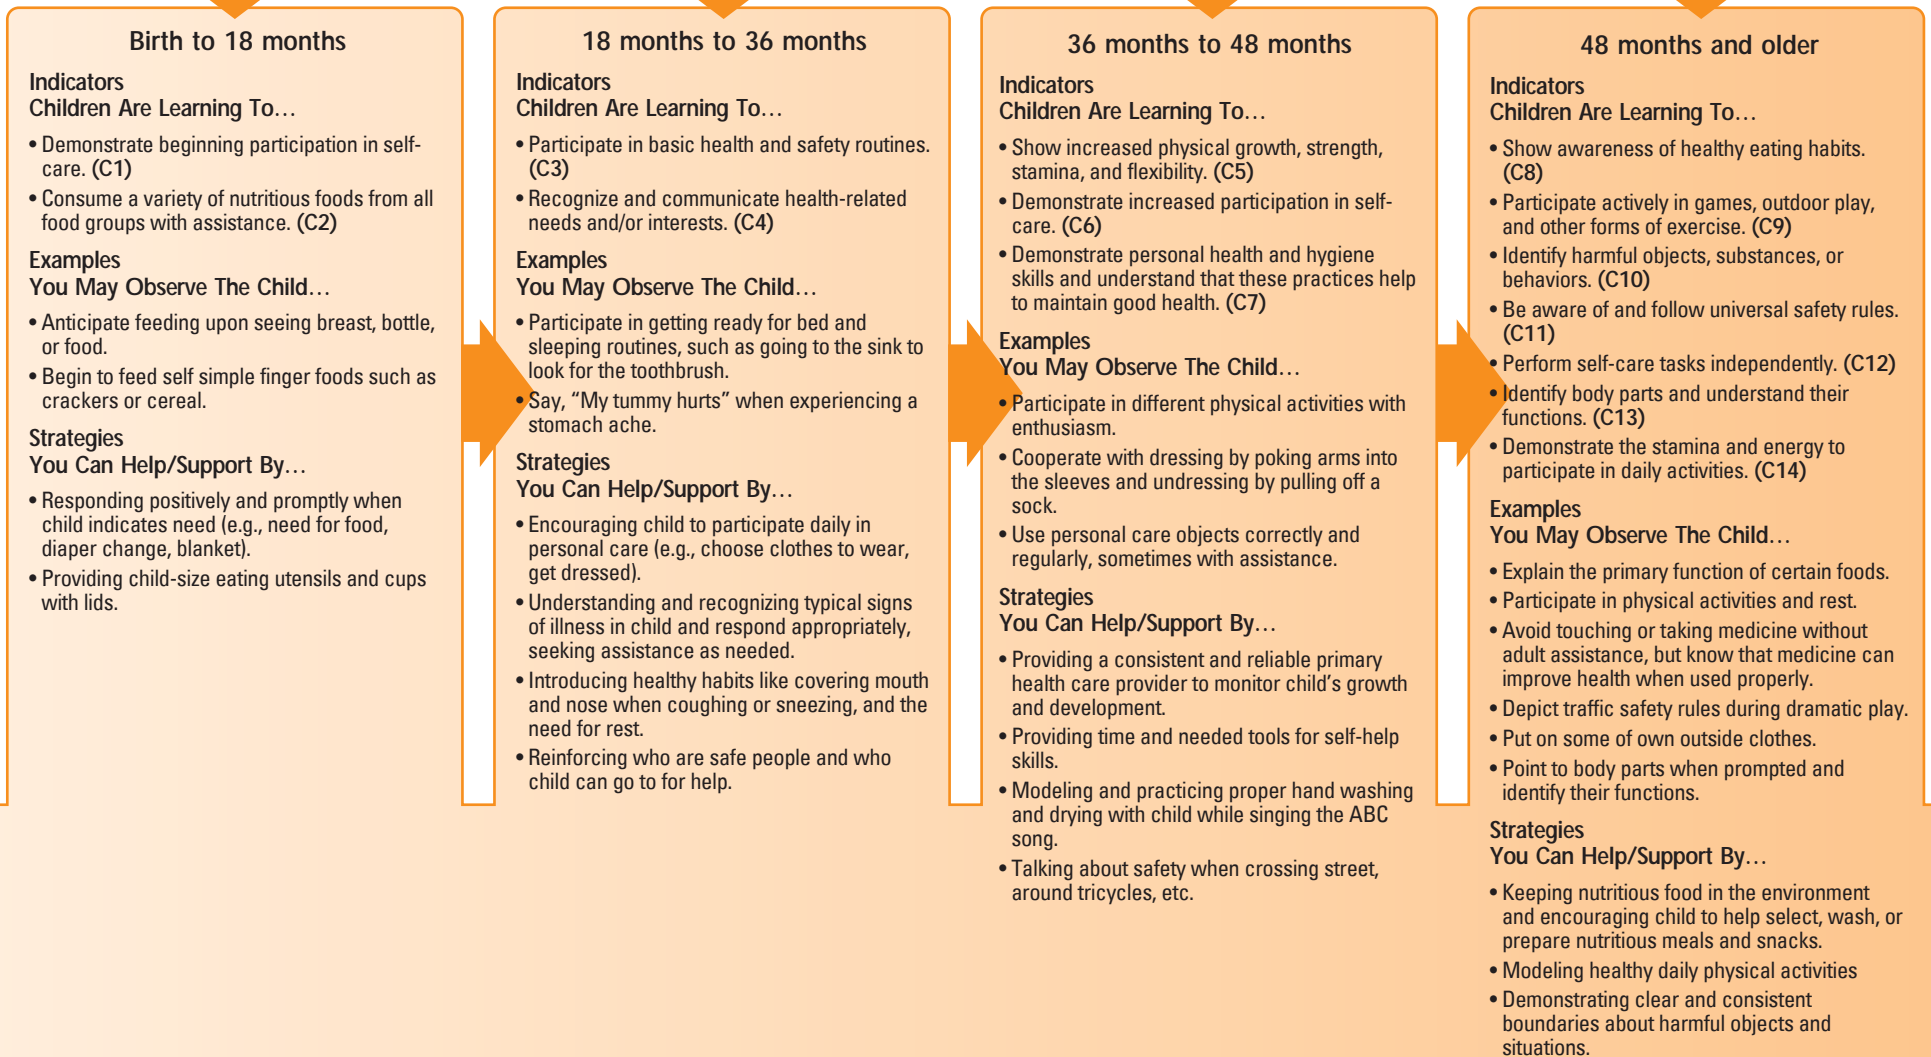 Birth to 18 months
Indicators
Children Are Learning To…
• Demonstrate beginning participation in self-
care. (C1)
• Consume a variety of nutritious foods from all
food groups with assistance. (C2)
Examples
You May Observe The Child…
• Anticipate feeding upon seeing breast, bottle,
or food.
• Begin to feed self simple finger foods such as
crackers or cereal.
Strategies
You Can Help/Support By…
• Responding positively and promptly when
child indicates need (e.g., need for food,
diaper change, blanket).
• Providing child-size eating utensils and cups
with lids.
18 months to 36 months
Indicators
Children Are Learning To…
• Participate in basic health and safety routines.
(C3)
• Recognize and communicate health-related
needs and/or interests. (C4)
Examples
You May Observe The Child…
• Participate in getting ready for bed and
sleeping routines, such as going to the sink to
look for the toothbrush.
• Say, “My tummy hurts” when experiencing a
stomach ache.
Strategies
You Can Help/Support By…
• Encouraging child to participate daily in
personal care (e.g., choose clothes to wear,
get dressed).
• Understanding and recognizing typical signs
of illness in child and respond appropriately,
seeking assistance as needed.
• Introducing healthy habits like covering mouth
and nose when coughing or sneezing, and the
need for rest.
• Reinforcing who are safe people and who
child can go to for help.
36 months to 48 months
Indicators
Children Are Learning To…
• Show increased physical growth, strength,
stamina, and flexibility. (C5)
• Demonstrate increased participation in self-
care. (C6)
• Demonstrate personal health and hygiene
skills and understand that these practices help
to maintain good health. (C7)
Examples
You May Observe The Child…
• Participate in different physical activities with
enthusiasm.
• Cooperate with dressing by poking arms into
the sleeves and undressing by pulling off a
sock.
• Use personal care objects correctly and
regularly, sometimes with assistance.
Strategies
You Can Help/Support By…
• Providing a consistent and reliable primary
health care provider to monitor child’s growth
and development.
• Providing time and needed tools for self-help
skills.
• Modeling and practicing proper hand washing
and drying with child while singing the ABC
song.
• Talking about safety when crossing street,
around tricycles, etc.
48 months and older
Indicators
Children Are Learning To…
• Show awareness of healthy eating habits.
(C8)
• Participate actively in games, outdoor play,
and other forms of exercise. (C9)
• Identify harmful objects, substances, or
behaviors. (C10)
• Be aware of and follow universal safety rules.
(C11)
• Perform self-care tasks independently. (C12)
• Identify body parts and understand their
functions. (C13)
• Demonstrate the stamina and energy to
participate in daily activities. (C14)
Examples
You May Observe The Child…
• Explain the primary function of certain foods.
• Participate in physical activities and rest.
• Avoid touching or taking medicine without
adult assistance, but know that medicine can
improve health when used properly.
• Depict traffic safety rules during dramatic play.
• Put on some of own outside clothes.
• Point to body parts when prompted and
identify their functions.
Strategies
You Can Help/Support By…
• Keeping nutritious food in the environment
and encouraging child to help select, wash, or
prepare nutritious meals and snacks.
• Modeling healthy daily physical activities
• Demonstrating clear and consistent
boundaries about harmful objects and
situations.